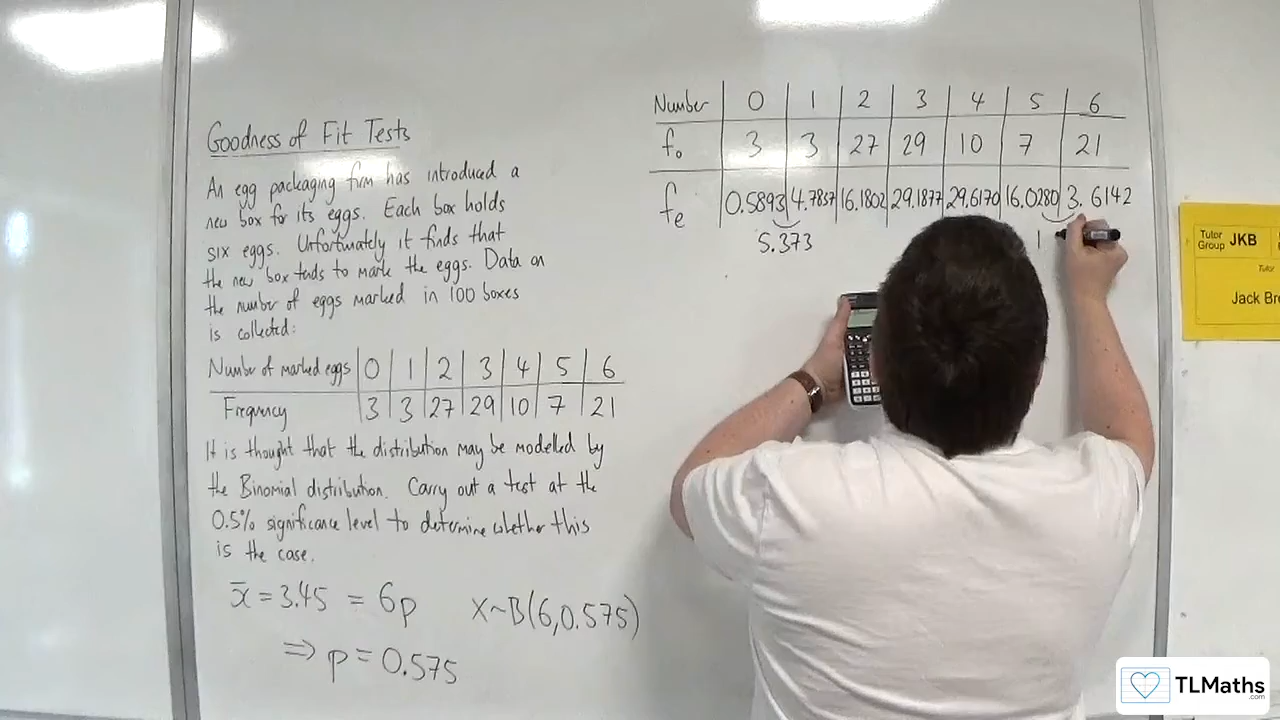 Goodness of Fit Tests
An egg packaging firm has introduced a
new box for its eggs. Each box holds
six eggs. Unfortunately it finds that
the new box tends to mark the eggs. Data on
the number of eggs marked in 100 boxes
is collected:
Number of marked eggs 0 1 2 3 4 5 6
Frequency 3 3 27 29 10 7 21
It is thought that the distribution may be modelled by
the Binomial distribution. Carry out a test at the
0.5% significance level to determine whether this
is the case.
x̄ = 3.45 = 6p X~B(6,0.575)
⇒ p = 0.575
Number 0 1 2 3 4 5 6
fo 3 3 27 29 10 7 21
fe 0.5893 4.7837 16.1802 29.1877 29.6170 16.0280 3.6142
5.373 1
Tutor
Group JKB
Tutor
Jack
TLMaths
.com